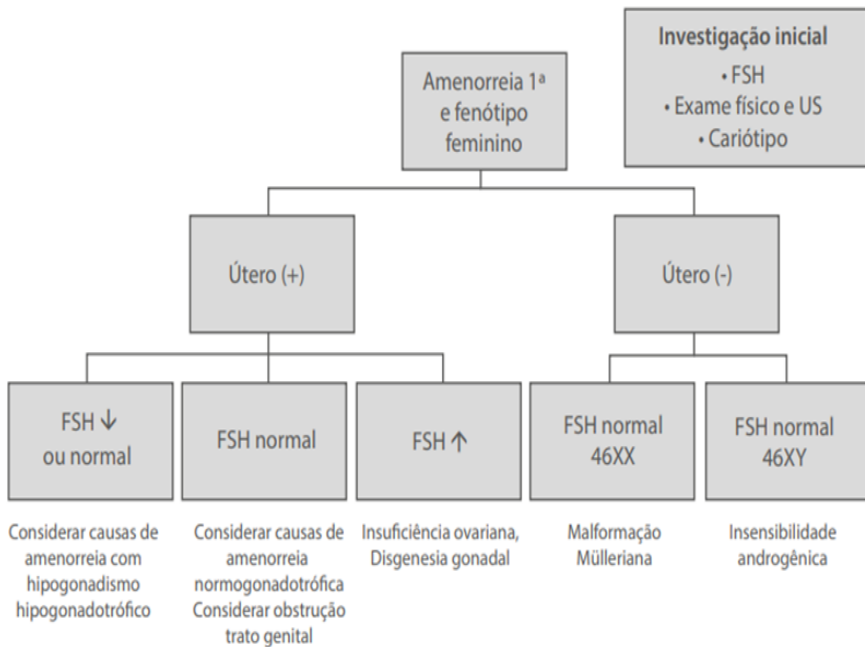 Investigação inicial
• FSH
• Exame físico e US
• Cariótipo
Amenorreia 1ª
e fenótipo
feminino
Útero (+)
Útero (-)
FSH ↓
ou normal
FSH normal
FSH ↑
FSH normal
46XX
FSH normal
46XY
Considerar causas de
amenorreia com
hipogonadismo
hipogonadotrófico
Considerar causas de
amenorreia
normogonadotrófica
Considerar obstrução
trato genital
Insuficiência ovariana,
Disgenesia gonadal
Malformação
Mülleriana
Insensibilidade
androgênica